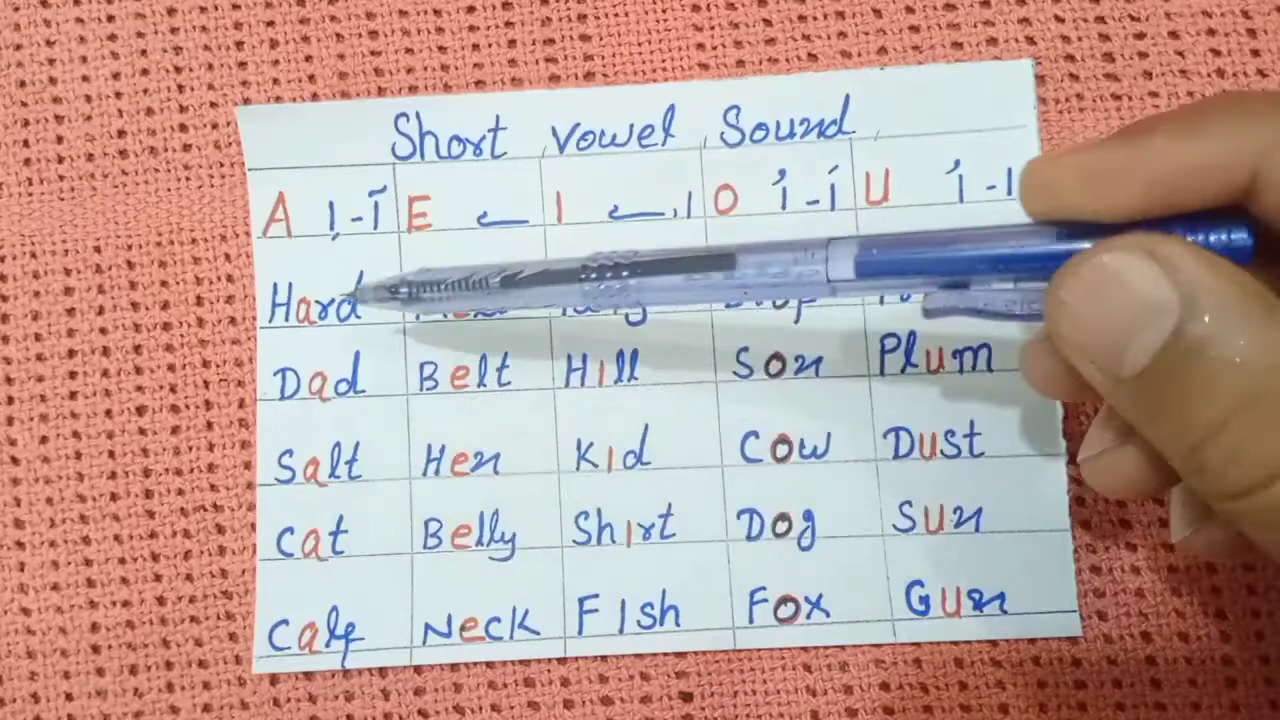 Short Vowel Sound
A اِ-آ E ے I ے،ا O اُ-ا U اُ-ا
Hard
Dad Belt Hill Son Plum
Salt Hen Kid Cow Dust
Cat Belly Shirt Dog Sun
Calf Neck Fish Fox Gun